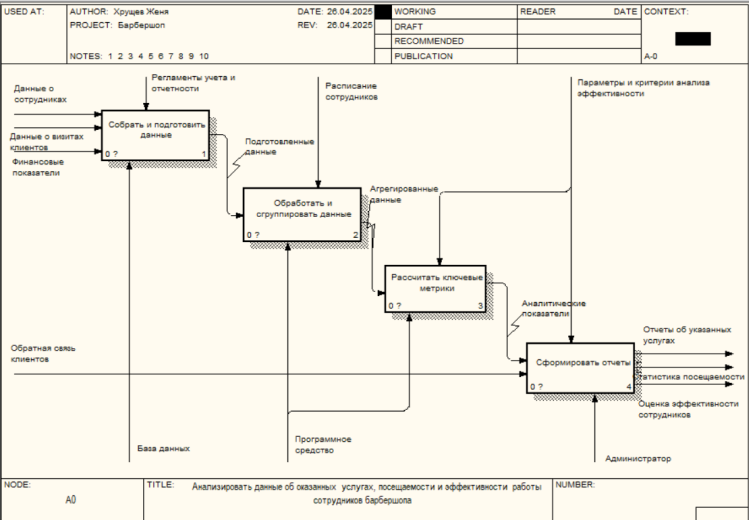 USED AT:
AUTHOR: Хрущев Женя
DATE: 26.04.2025
PROJECT: Барбершоп
REV: 26.04.2025
NOTES: 1 2 3 4 5 6 7 8 9 10
WORKING
DRAFT
RECOMMENDED
PUBLICATION
READER
DATE
CONTEXT:
A-0
Данные о
сотрудниках
Данные о визитах
клиентов
Финансовые
показатели
Регламенты учета и
отчетности
Расписание
сотрудников
Параметры и критерии анализа
эффективности
Собрать и подготовить
данные
0 ?
1
Подготовленные
данные
Обработать и
сгруппировать данные
0 ?
2
Агрегированные
данные
Рассчитать ключевые
метрики
0 ?
3
Аналитические
показатели
Обратная связь
клиентов
Сформировать отчеты
0 ?
4
Отчеты об указанных
услугах
татистика посещаемости
Оценка эффективности
сотрудников
База данных
Программное
средство
Администратор
NODE:
A0
TITLE:
Анализировать данные об оказанных услугах, посещаемости и эффективности работы
сотрудников барбершопа
NUMBER: